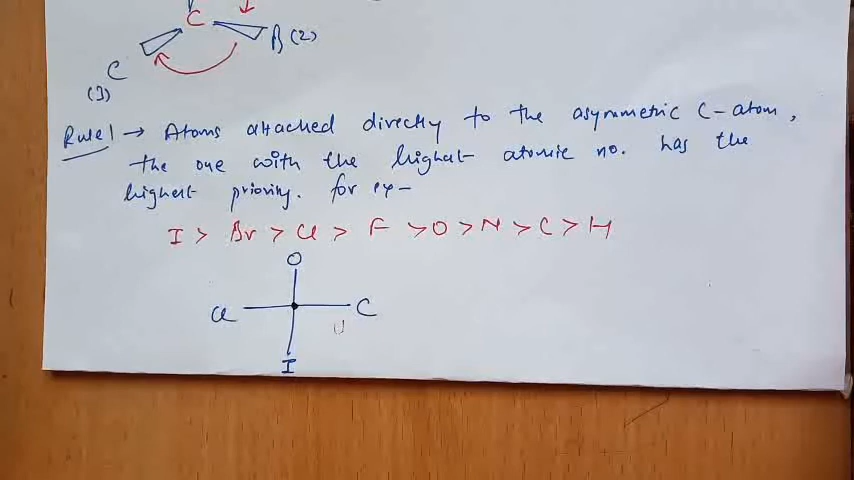 C
B (2)
C
(3)
Rule 1 → Atoms attached directly to the asymmetric C-atom,
the one with the highest atomic no. has the
highest priority. for ex-
I > Br > Cl > F > O > N > C > H
O
Cl C
I